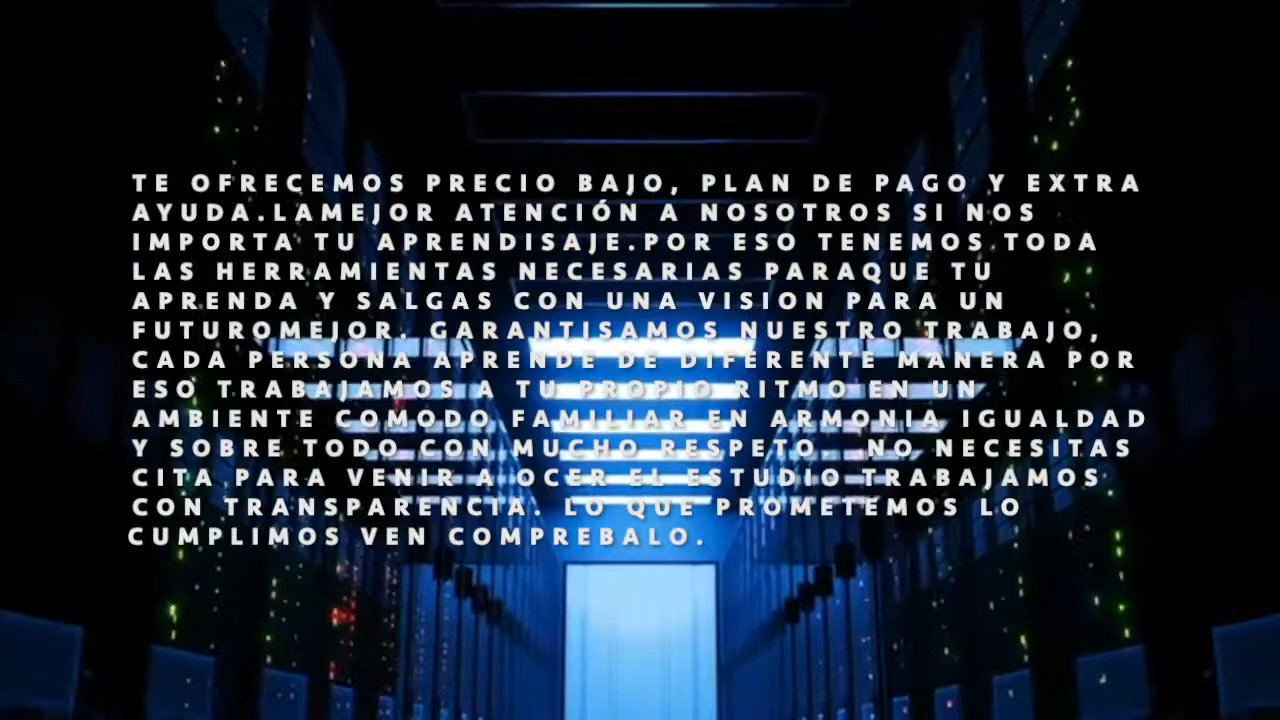 TE OFRECEMOS PRECIO BAJO, PLAN DE PAGO Y EXTRA
AYUDA.LAMEJOR ATENCIÓN A NOSOTROS SI NOS
IMPORTA TU APRENDISAJE.POR ESO TENEMOS TODA
LAS HERRAMIENTAS NECESARIAS PARAQUE TU
APRENDA Y SALGAS CON UNA VISION PARA UN
FUTUROMEJOR. GARANTISAMOS NUESTRO TRABAJO,
CADA PERSONA APRENDE DE DIFERENTE MANERA POR
ESO TRABAJAMOS A TU PROPIO RITMO EN UN
AMBIENTE COMODO FAMILIAR EN ARMONIA IGUALDAD
Y SOBRE TODO CON MUCHO RESPETO. NO NECESITAS
CITA PARA VENIR A OCER EL ESTUDIO TRABAJAMOS
CON TRANSPARENCIA. LO QUE PROMETEMOS LO
CUMPLIMOS VEN COMPREBALO.